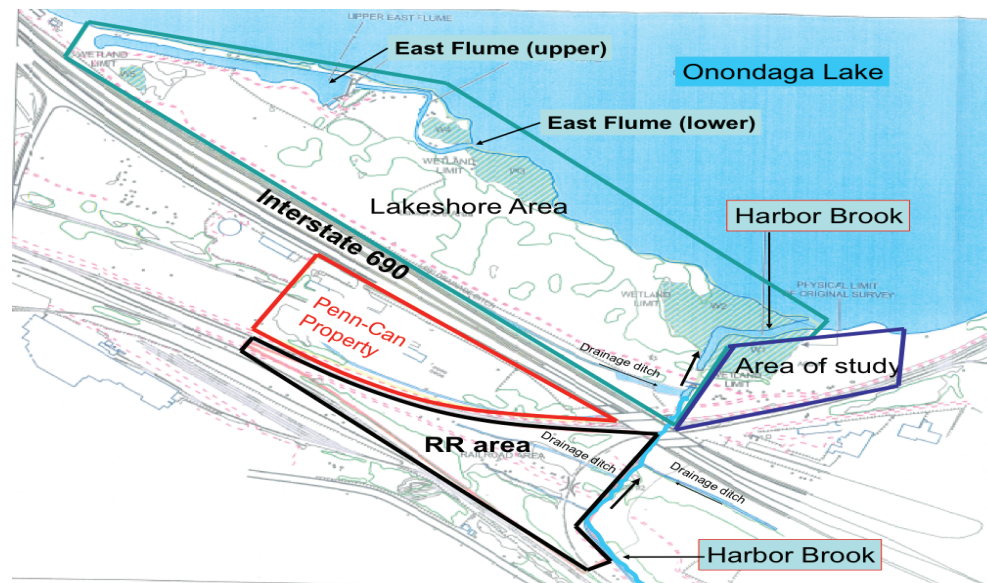 UPPER EAST FLUME
East Flume (upper)
WETLAND
LIMIT
Onondaga Lake
East Flume (lower)
WETLAND
LIMIT
Lakeshore Area
Harbor Brook
Interstate 690
PHYSICAL LIMIT
OF ORIGINAL SURVEY
WETLAND
LIMIT
Penn-Can
Property
Drainage ditch
Area of study
WETLAND
LIMIT
RR area
RAILROAD AREA
Drainage ditch
Drainage ditch
Harbor Brook